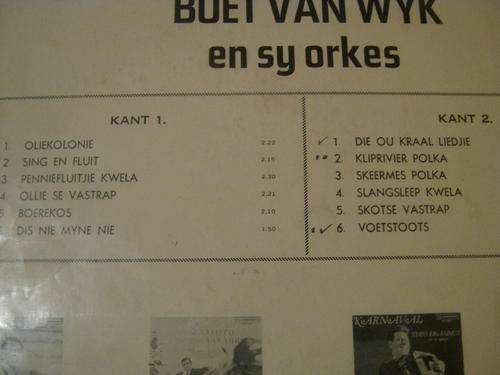 BOET VAN WYK
en sy orkes
KANT 1.
1. OLIEKOLONIE 2.22
2 SING EN FLUIT 2.15
3 PENNIEFLUITJIE KWELA 2.30
4 OLLIE SE VASTRAP 2.21
5 BOEREKOS 2.10
DIS NIE MYNE NIE 1.50
KANT 2.
1. DIE OU KRAAL LIEDJIE
2. KLIPRIVIER POLKA
3. SKEERMES POLKA
4. SLANGSLEEP KWELA
5. SKOTSE VASTRAP
6. VOETSTOOTS
KARNAVAL